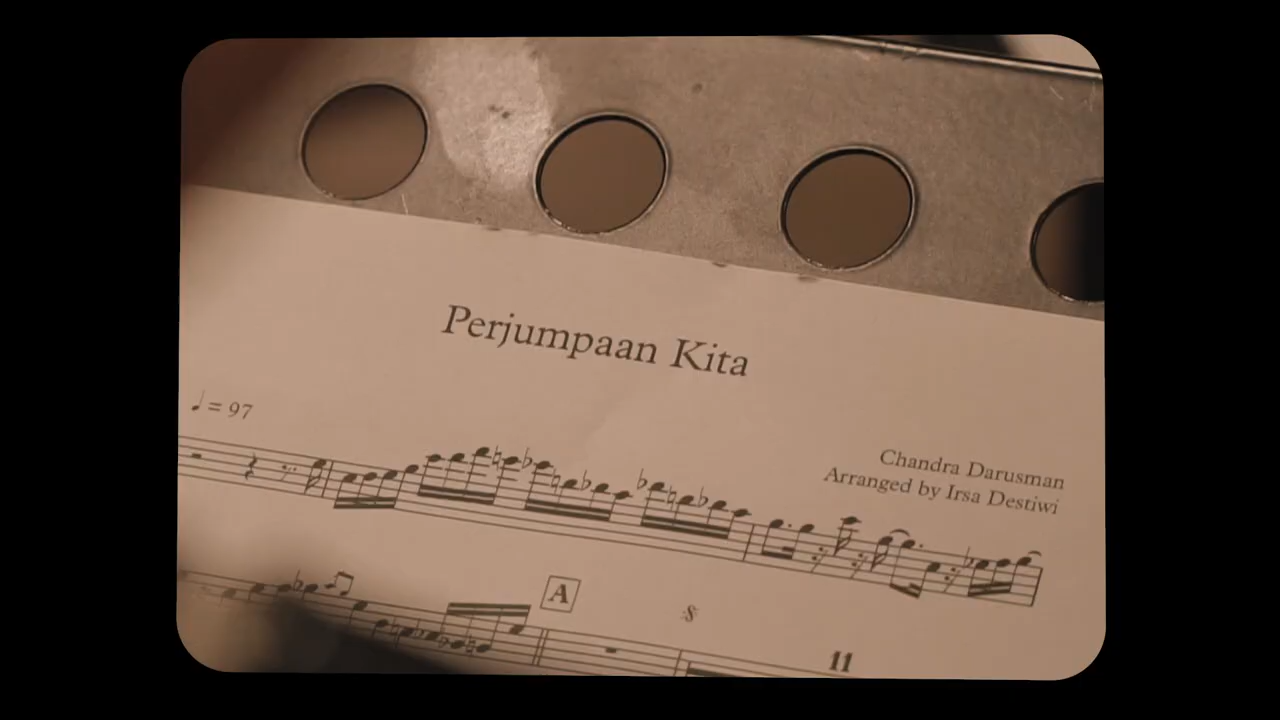 Perjumpaan Kita
♩ = 97
Chandra Darusman
Arranged by Irsa Destiwi
A
11